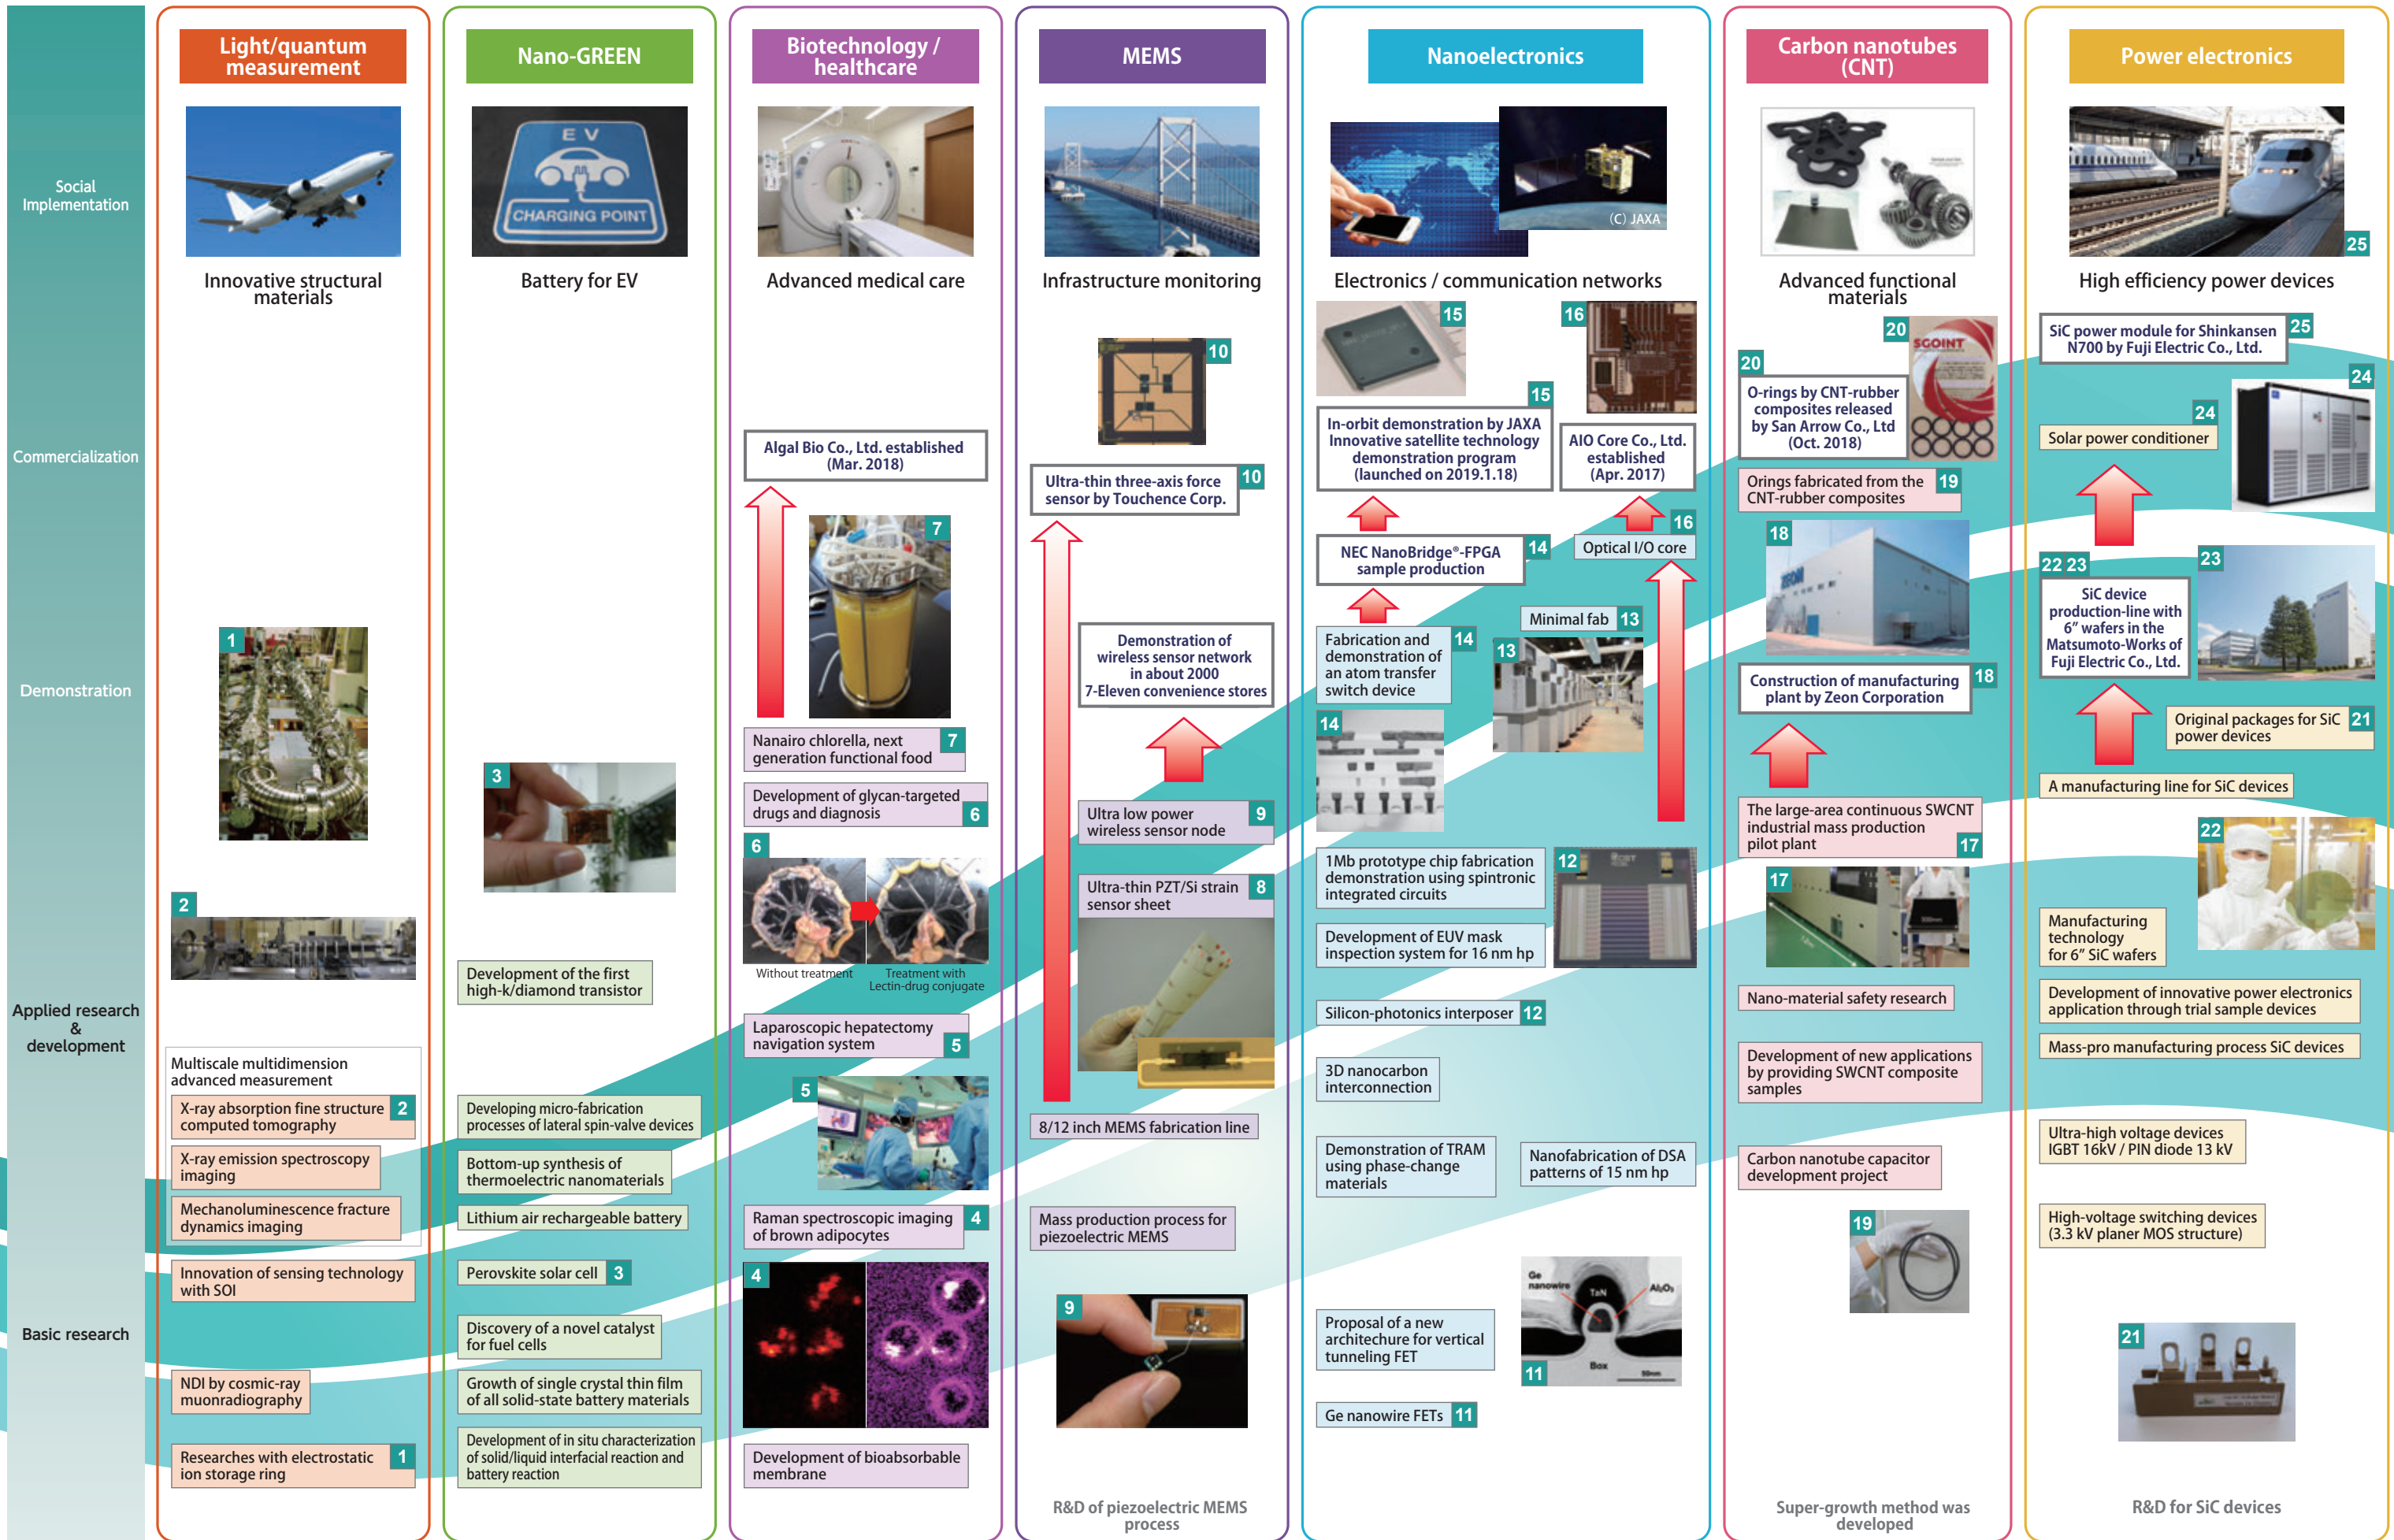 Social
Implementation
Commercialization
Demonstration
Applied research
&
development
Basic research
Light/quantum
measurement
Innovative structural
materials
1
2
Multiscale multidimension
advanced measurement
X-ray absorption fine structure
computed tomography
2
X-ray emission spectroscopy
imaging
Mechanoluminescence fracture
dynamics imaging
Innovation of sensing technology
with SOI
NDI by cosmic-ray
muonradiography
Researches with electrostatic
ion storage ring
1
Nano-GREEN
EV
CHARGING POINT
Battery for EV
3
Development of the first
high-k/diamond transistor
Developing micro-fabrication
processes of lateral spin-valve devices
Bottom-up synthesis of
thermoelectric nanomaterials
Lithium air rechargeable battery
Perovskite solar cell
3
Discovery of a novel catalyst
for fuel cells
Growth of single crystal thin film
of all solid-state battery materials
Development of in situ characterization
of solid/liquid interfacial reaction and
battery reaction
Biotechnology /
healthcare
Advanced medical care
Algal Bio Co., Ltd. established
(Mar. 2018)
7
Nanairo chlorella, next
generation functional food
7
Development of glycan-targeted
drugs and diagnosis
6
6
Without treatment
Treatment with
Lectin-drug conjugate
Laparoscopic hepatectomy
navigation system
5
5
Raman spectroscopic imaging
of brown adipocytes
4
4
Development of bioabsorbable
membrane
MEMS
Infrastructure monitoring
10
Ultra-thin three-axis force
sensor by Touchence Corp.
10
Demonstration of
wireless sensor network
in about 2000
7-Eleven convenience stores
Ultra low power
wireless sensor node
9
Ultra-thin PZT/Si strain
sensor sheet
8
8/12 inch MEMS fabrication line
Mass production process for
piezoelectric MEMS
9
R&D of piezoelectric MEMS
process
Nanoelectronics
(C) JAXA
Electronics / communication networks
15
16
15
In-orbit demonstration by JAXA
Innovative satellite technology
demonstration program
(launched on 2019.1.18)
AIO Core Co., Ltd.
established
(Apr. 2017)
16
NEC NanoBridge®-FPGA
sample production
14
Optical I/O core
Minimal fab
13
Fabrication and
demonstration of
an atom transfer
switch device
14
13
14
1Mb prototype chip fabrication
demonstration using spintronic
integrated circuits
12
Development of EUV mask
inspection system for 16 nm hp
Silicon-photonics interposer
12
3D nanocarbon
interconnection
Demonstration of TRAM
using phase-change
materials
Nanofabrication of DSA
patterns of 15 nm hp
Proposal of a new
architechure for vertical
tunneling FET
Ge
nanowire
TaN
Al₂O₃
Box
50nm
11
Ge nanowire FETs
11
Carbon nanotubes
(CNT)
Advanced functional
materials
20
SGOINT
20
O-rings by CNT-rubber
composites released
by San Arrow Co., Ltd
(Oct. 2018)
Orings fabricated from the
CNT-rubber composites
19
18
ZEON
Construction of manufacturing
plant by Zeon Corporation
18
The large-area continuous SWCNT
industrial mass production
pilot plant
17
17
Nano-material safety research
Development of new applications
by providing SWCNT composite
samples
Carbon nanotube capacitor
development project
19
Super-growth method was
developed
Power electronics
25
High efficiency power devices
SiC power module for Shinkansen
N700 by Fuji Electric Co., Ltd.
25
24
24
Solar power conditioner
22 23
23
SiC device
production-line with
6” wafers in the
Matsumoto-Works of
Fuji Electric Co., Ltd.
Original packages for SiC
power devices
21
A manufacturing line for SiC devices
22
Manufacturing
technology
for 6” SiC wafers
Development of innovative power electronics
application through trial sample devices
Mass-pro manufacturing process SiC devices
Ultra-high voltage devices
IGBT 16kV / PIN diode 13 kV
High-voltage switching devices
(3.3 kV planer MOS structure)
21
R&D for SiC devices